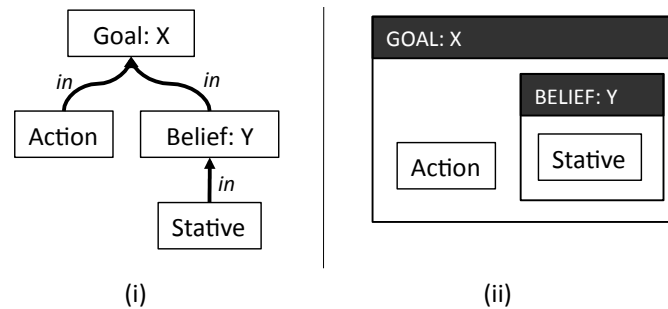 Goal: X
in
in
Action
Belief: Y
in
Stative
(i)
GOAL: X
BELIEF: Y
Action
Stative
(ii)